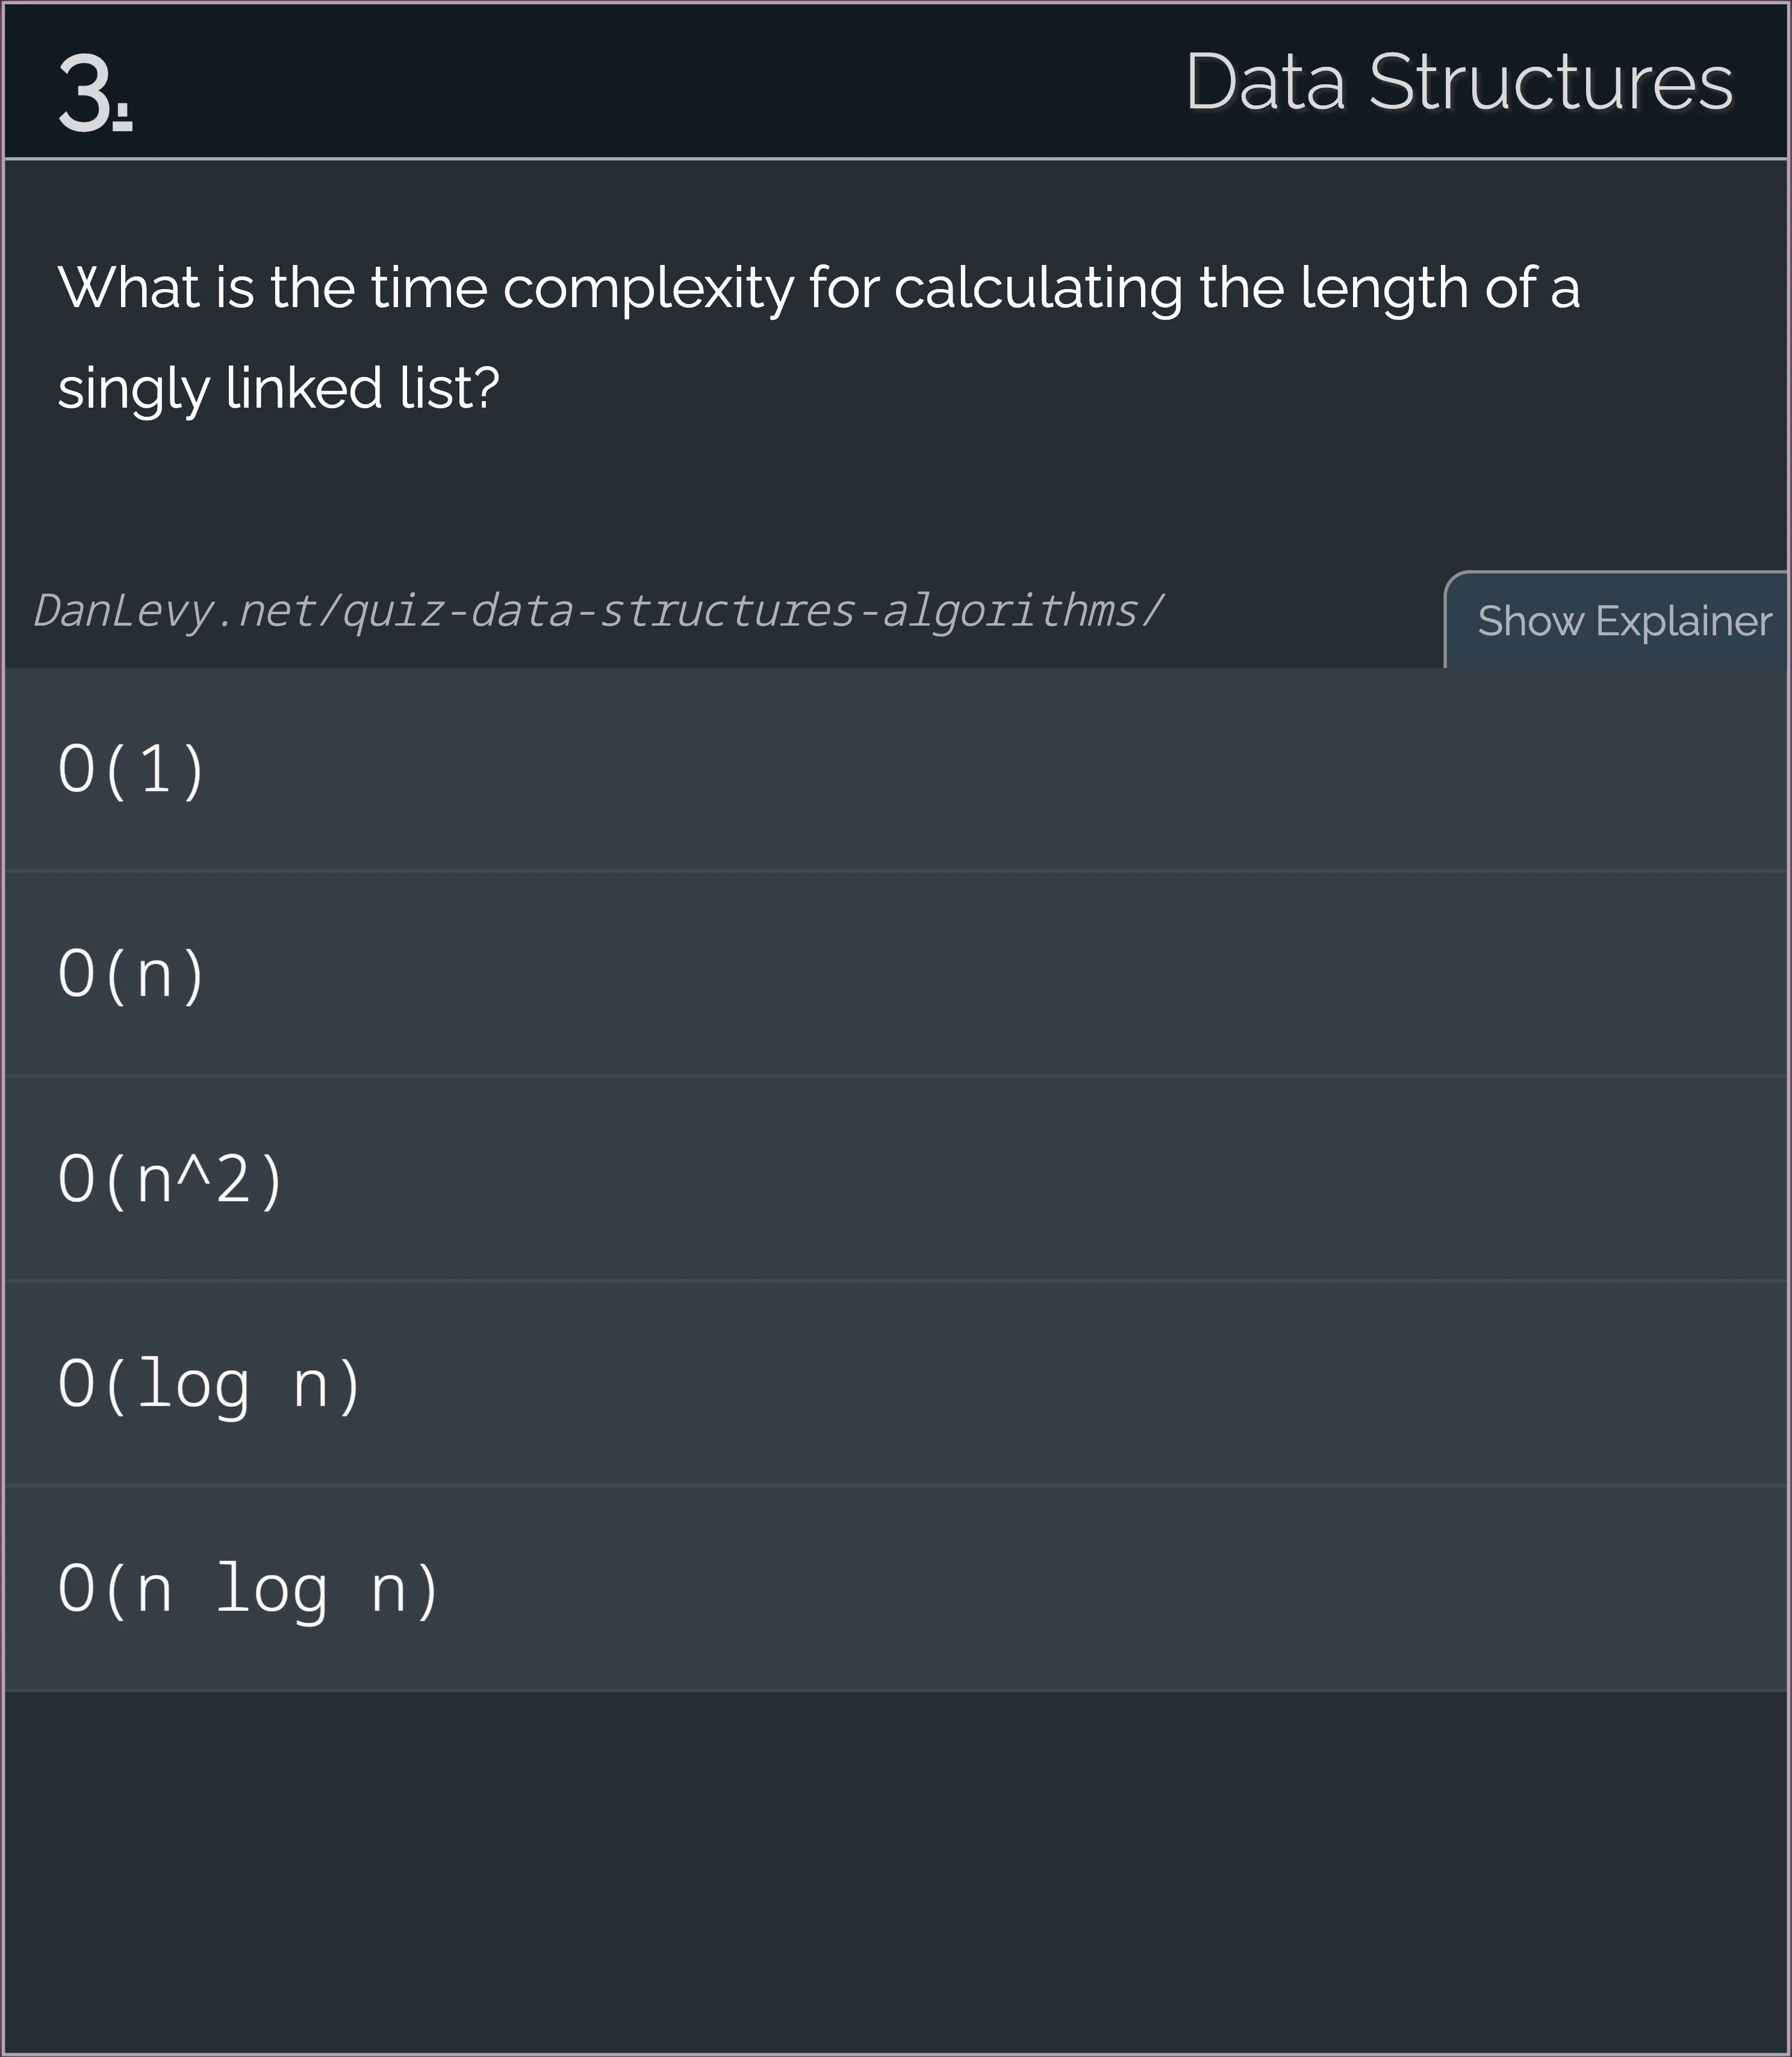 3.
Data Structures
What is the time complexity for calculating the length of a
singly linked list?
DanLevy.net/quiz-data-structures-algorithms/
Show Explainer
O(1)
O(n)
O(n^2)
O(log n)
O(n log n)